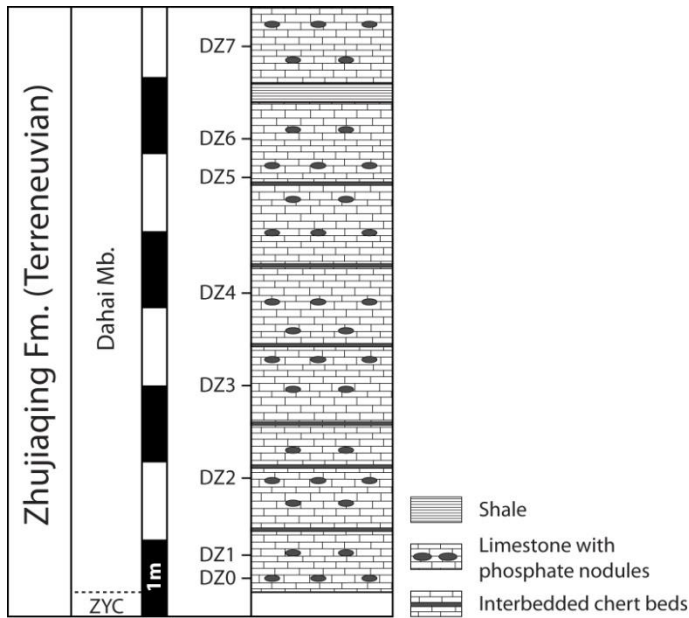 Zhujiaqing Fm. (Terreneuvian)
Dahai Mb.
ZYC
1m
DZ7
DZ6
DZ5
DZ4
DZ3
DZ2
DZ1
DZ0
Shale
Limestone with
phosphate nodules
Interbedded chert beds